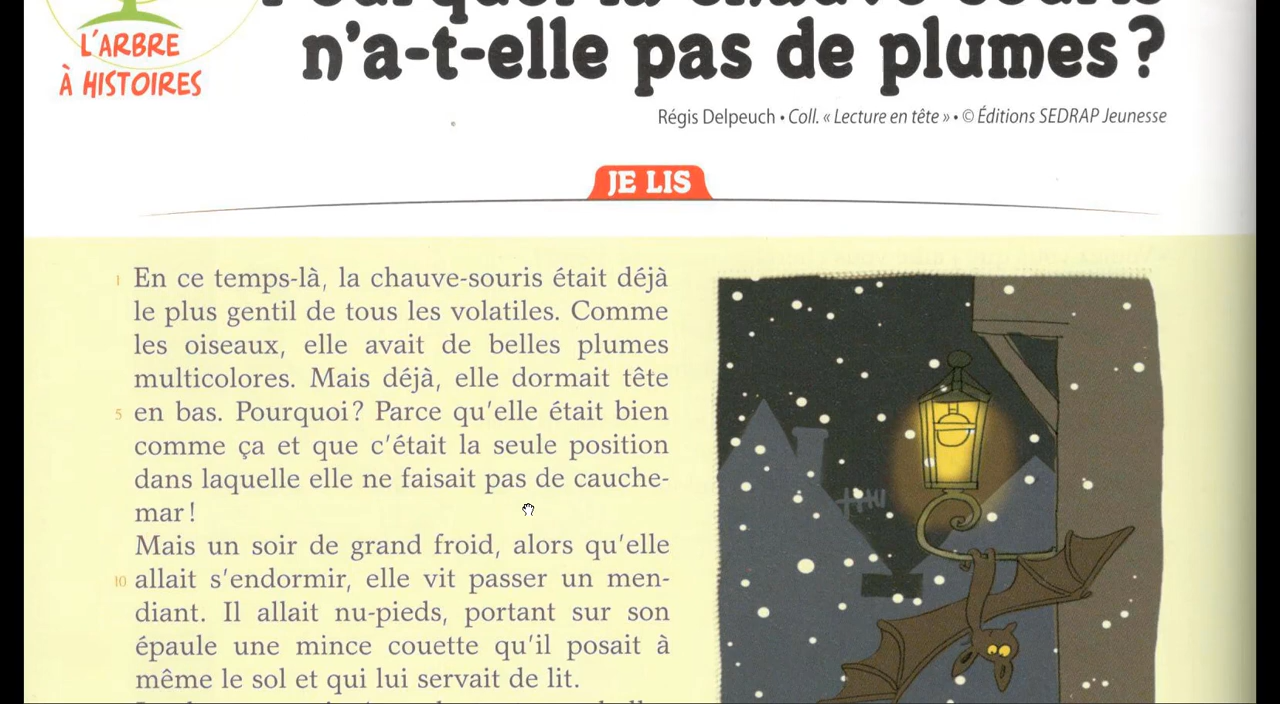 Pourquoi la chauve-souris
L'ARBRE
À HISTOIRES
n'a-t-elle pas de plumes ?
Régis Delpeuch • Coll. « Lecture en tête » • © Éditions SEDRAP Jeunesse
JE LIS
1 En ce temps-là, la chauve-souris était déjà
le plus gentil de tous les volatiles. Comme
les oiseaux, elle avait de belles plumes
multicolores. Mais déjà, elle dormait tête
5 en bas. Pourquoi ? Parce qu'elle était bien
comme ça et que c'était la seule position
dans laquelle elle ne faisait pas de cauche-
mar !
Mais un soir de grand froid, alors qu'elle
10 allait s'endormir, elle vit passer un men-
diant. Il allait nu-pieds, portant sur son
épaule une mince couette qu'il posait à
même le sol et qui lui servait de lit.